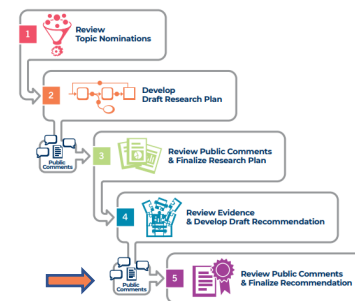 1
Review
Topic Nominations
2
Develop
Draft Research Plan
Public
Comments
3
Review Public Comments
& Finalize Research Plan
4
Review Evidence
& Develop Draft Recommendation
Public
Comments
5
Review Public Comments
& Finalize Recommendation